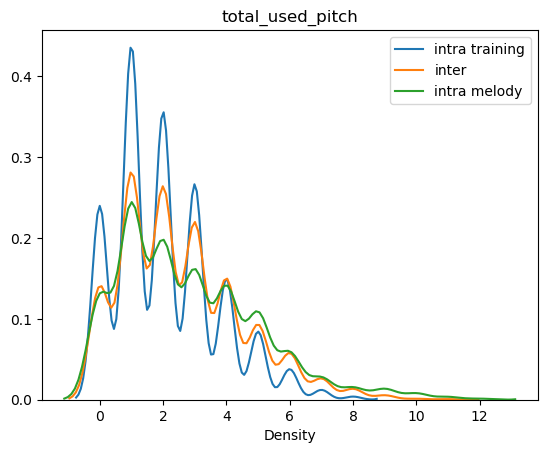 total_used_pitch
intra training
inter
intra melody
0.4
0.3
0.2
0.1
0.0
0 2 4 6 8 10 12
Density